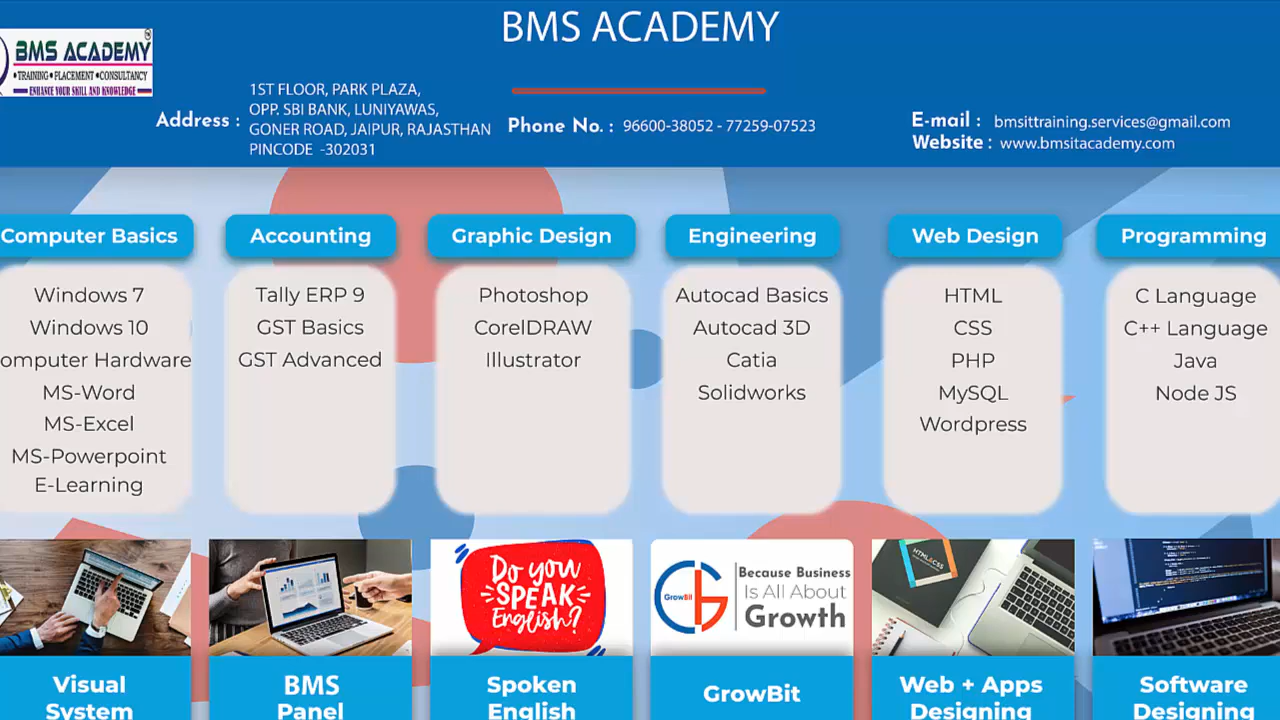 BMS ACADEMY
BMS ACADEMY
TM
•TRAINING •PLACEMENT •CONSULTANCY
ENHANCE YOUR SKILL AND KNOWLEDGE
Address :
1ST FLOOR, PARK PLAZA,
OPP. SBI BANK, LUNIYAWAS,
GONER ROAD, JAIPUR, RAJASTHAN
PINCODE -302031
Phone No. : 96600-38052 - 77259-07523
E-mail : bmsittraining.services@gmail.com
Website : www.bmsitacademy.com
Computer Basics
Windows 7
Windows 10
omputer Hardware
MS-Word
MS-Excel
MS-Powerpoint
E-Learning
Accounting
Tally ERP 9
GST Basics
GST Advanced
Graphic Design
Photoshop
CorelDRAW
Illustrator
Engineering
Autocad Basics
Autocad 3D
Catia
Solidworks
Web Design
HTML
CSS
PHP
MySQL
Wordpress
Programming
C Language
C++ Language
Java
Node JS
Visual
System
BMS
Panel
Do you
SPEAK
English?
Spoken
English
GrowBit
Because Business
Is All About
Growth
GrowBit
HTML&CSS
Web + Apps
Designing
Software
Designing